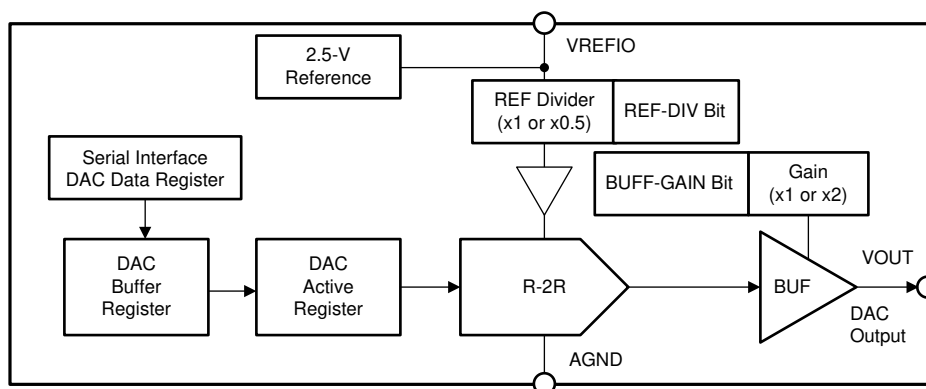 VREFIO
2.5-V
Reference
REF Divider
(x1 or x0.5)
REF-DIV Bit
Serial Interface
DAC Data Register
BUFF-GAIN Bit
Gain
(x1 or x2)
DAC
Buffer
Register
DAC
Active
Register
R-2R
BUF
VOUT
DAC
Output
AGND